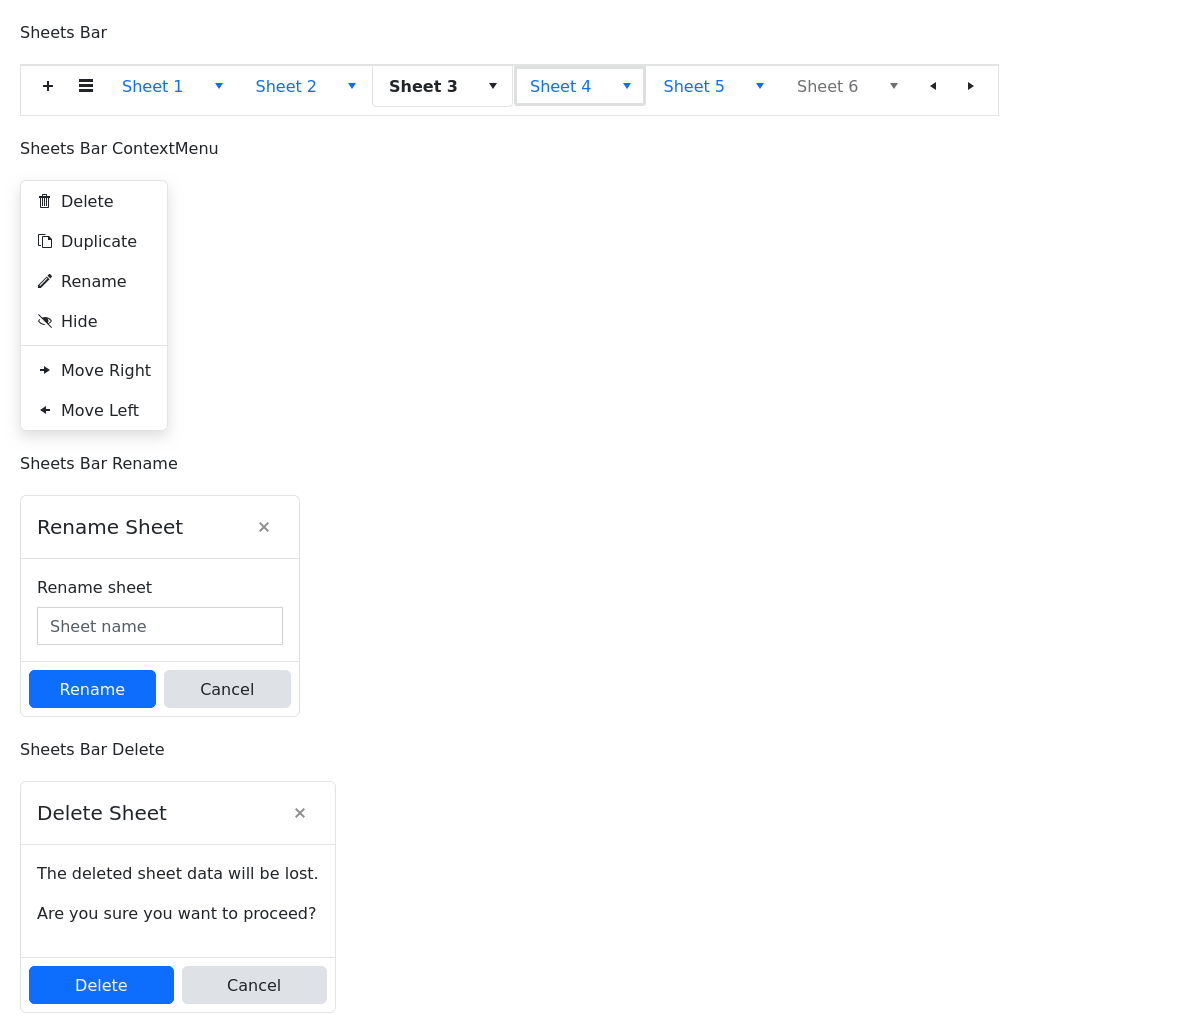 Sheets Bar
Sheet 1 Sheet 2 Sheet 3 Sheet 4 Sheet 5 Sheet 6
Sheets Bar ContextMenu
Delete
Duplicate
Rename
Hide
Move Right
Move Left
Sheets Bar Rename
Rename Sheet
Rename sheet
Sheet name
Rename Cancel
Sheets Bar Delete
Delete Sheet
The deleted sheet data will be lost.
Are you sure you want to proceed?
Delete Cancel